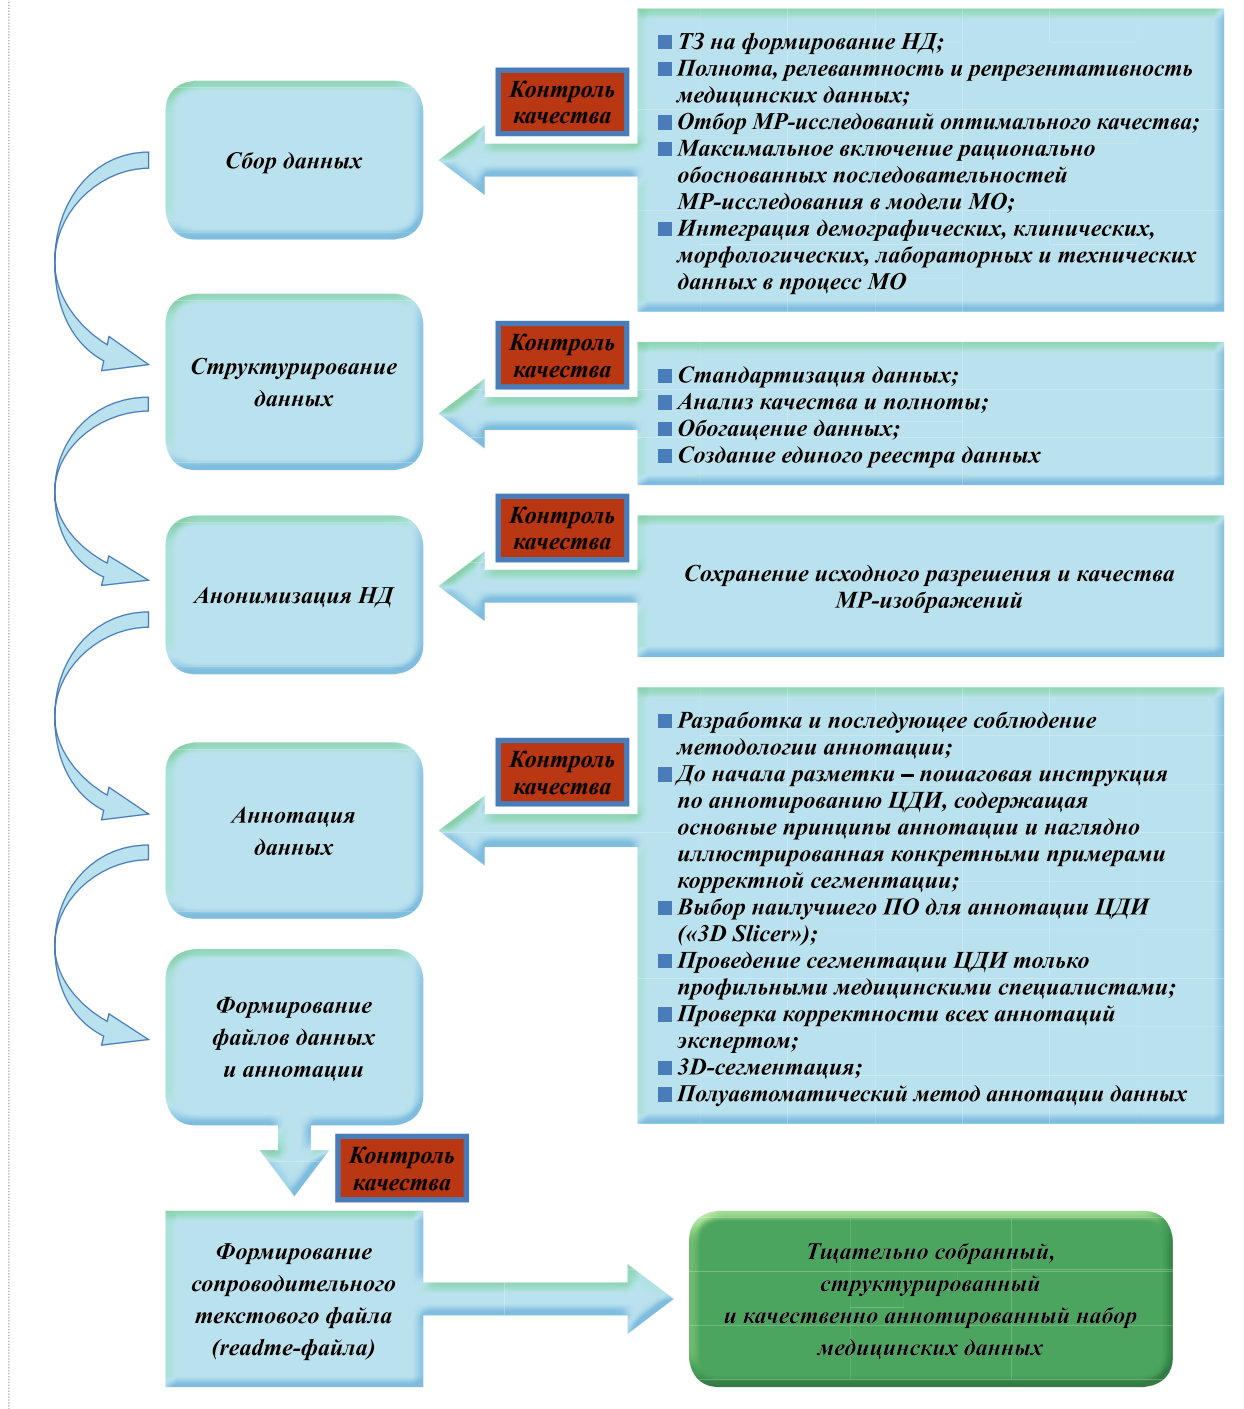 Сбор данных
Контроль
качества
ТЗ на формирование НД;
Полнота, релевантность и репрезентативность
медицинских данных;
Отбор МР-исследований оптимального качества;
Максимальное включение рационально
обоснованных последовательностей
МР-исследования в модели МО;
Интеграция демографических, клинических,
морфологических, лабораторных и технических
данных в процесс МО
Структурирование
данных
Контроль
качества
Стандартизация данных;
Анализ качества и полноты;
Обогащение данных;
Создание единого реестра данных
Анонимизация НД
Контроль
качества
Сохранение исходного разрешения и качества
МР-изображений
Аннотация
данных
Контроль
качества
Разработка и последующее соблюдение
методологии аннотации;
До начала разметки – пошаговая инструкция
по аннотированию ЦДИ, содержащая
основные принципы аннотации и наглядно
иллюстрированная конкретными примерами
корректной сегментации;
Выбор наилучшего ПО для аннотации ЦДИ
(«3D Slicer»);
Проведение сегментации ЦДИ только
профильными медицинскими специалистами;
Проверка корректности всех аннотаций
экспертом;
3D-сегментация;
Полуавтоматический метод аннотации данных
Формирование
файлов данных
и аннотации
Контроль
качества
Формирование
сопроводительного
текстового файла
(readme-файла)
Тщательно собранный,
структурированный
и качественно аннотированный набор
медицинских данных